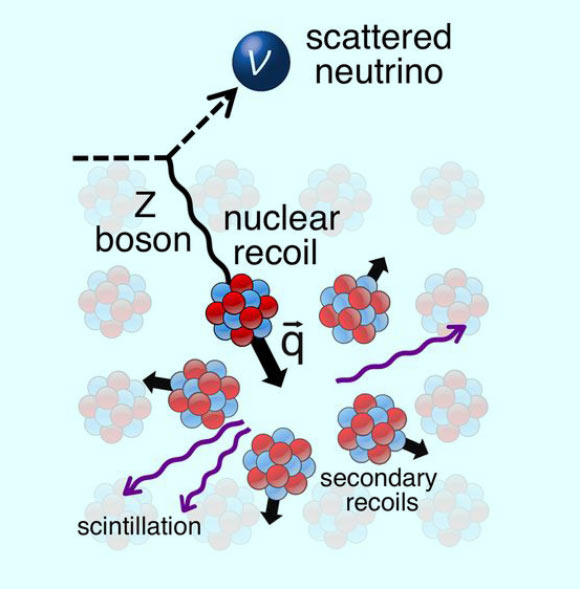 scattered
neutrino
ν
Z
boson
nuclear
recoil
q⃗
secondary
recoils
scintillation